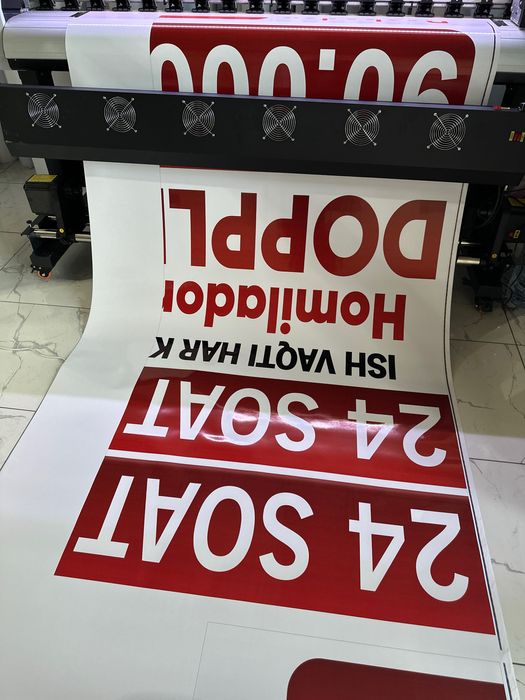 24 SOAT
24 SOAT
ISH VAQTI HAR K
Homilador
DOPPL
90.000